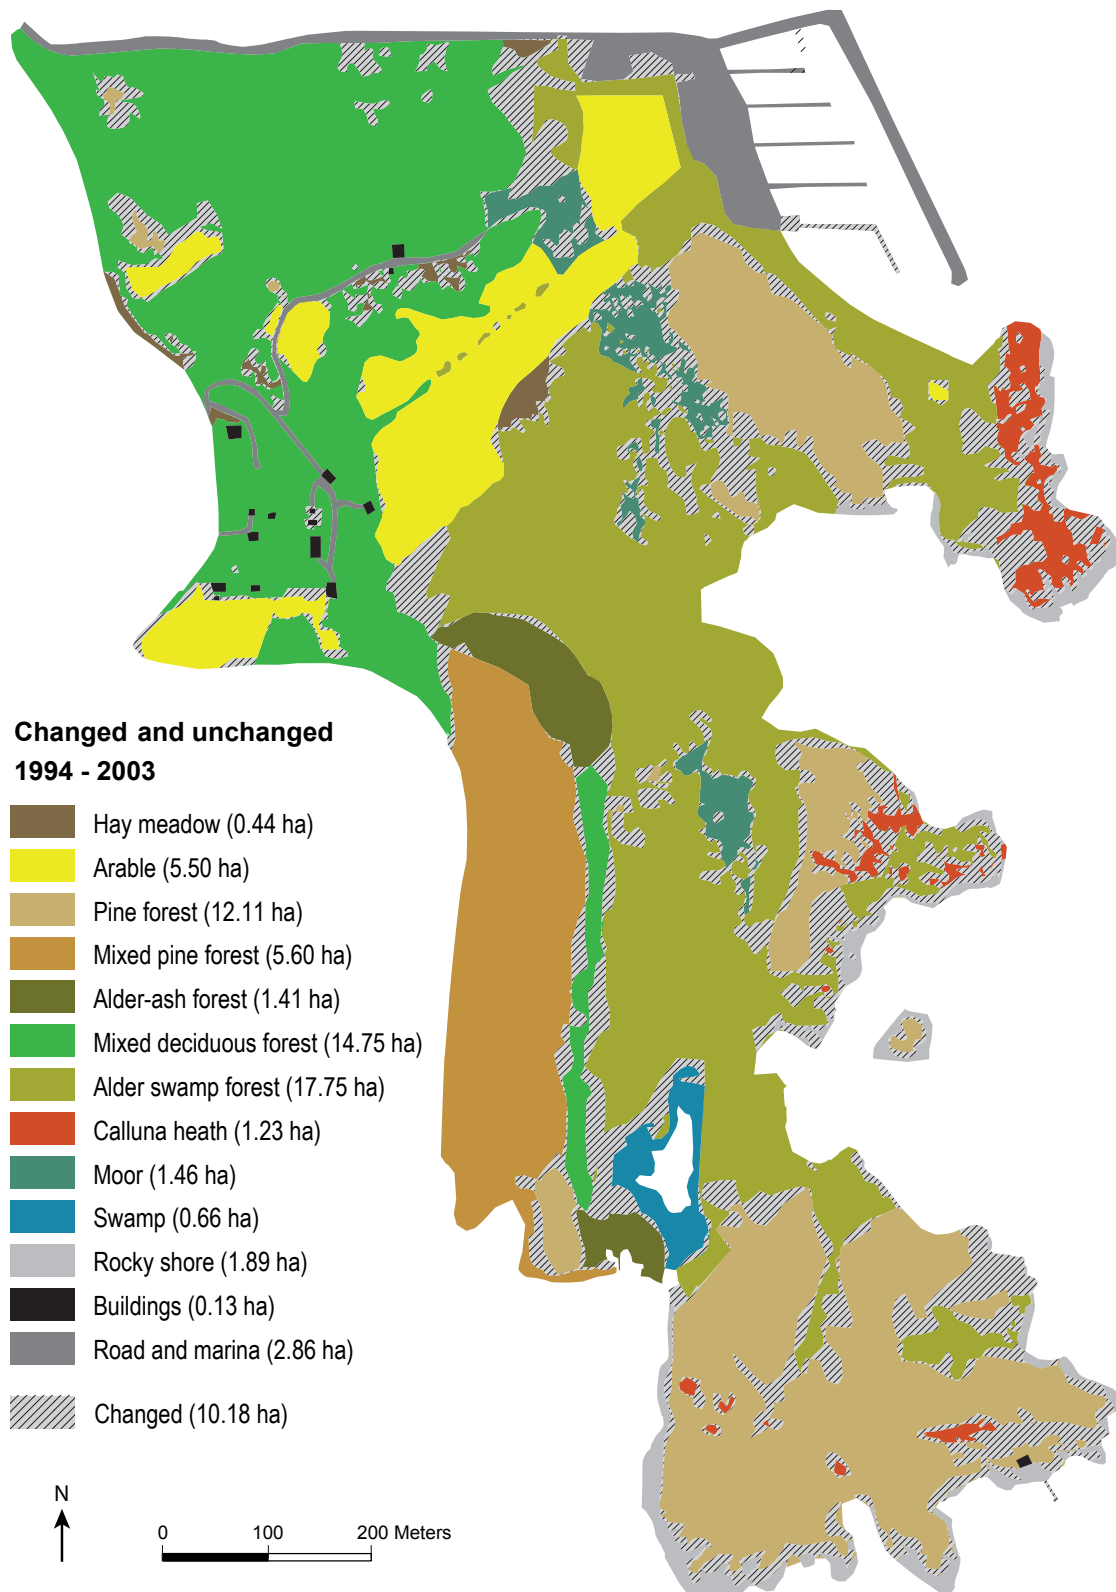 Changed and unchanged
1994 - 2003
Hay meadow (0.44 ha)
Arable (5.50 ha)
Pine forest (12.11 ha)
Mixed pine forest (5.60 ha)
Alder-ash forest (1.41 ha)
Mixed deciduous forest (14.75 ha)
Alder swamp forest (17.75 ha)
Calluna heath (1.23 ha)
Moor (1.46 ha)
Swamp (0.66 ha)
Rocky shore (1.89 ha)
Buildings (0.13 ha)
Road and marina (2.86 ha)
Changed (10.18 ha)
N
0 100 200 Meters